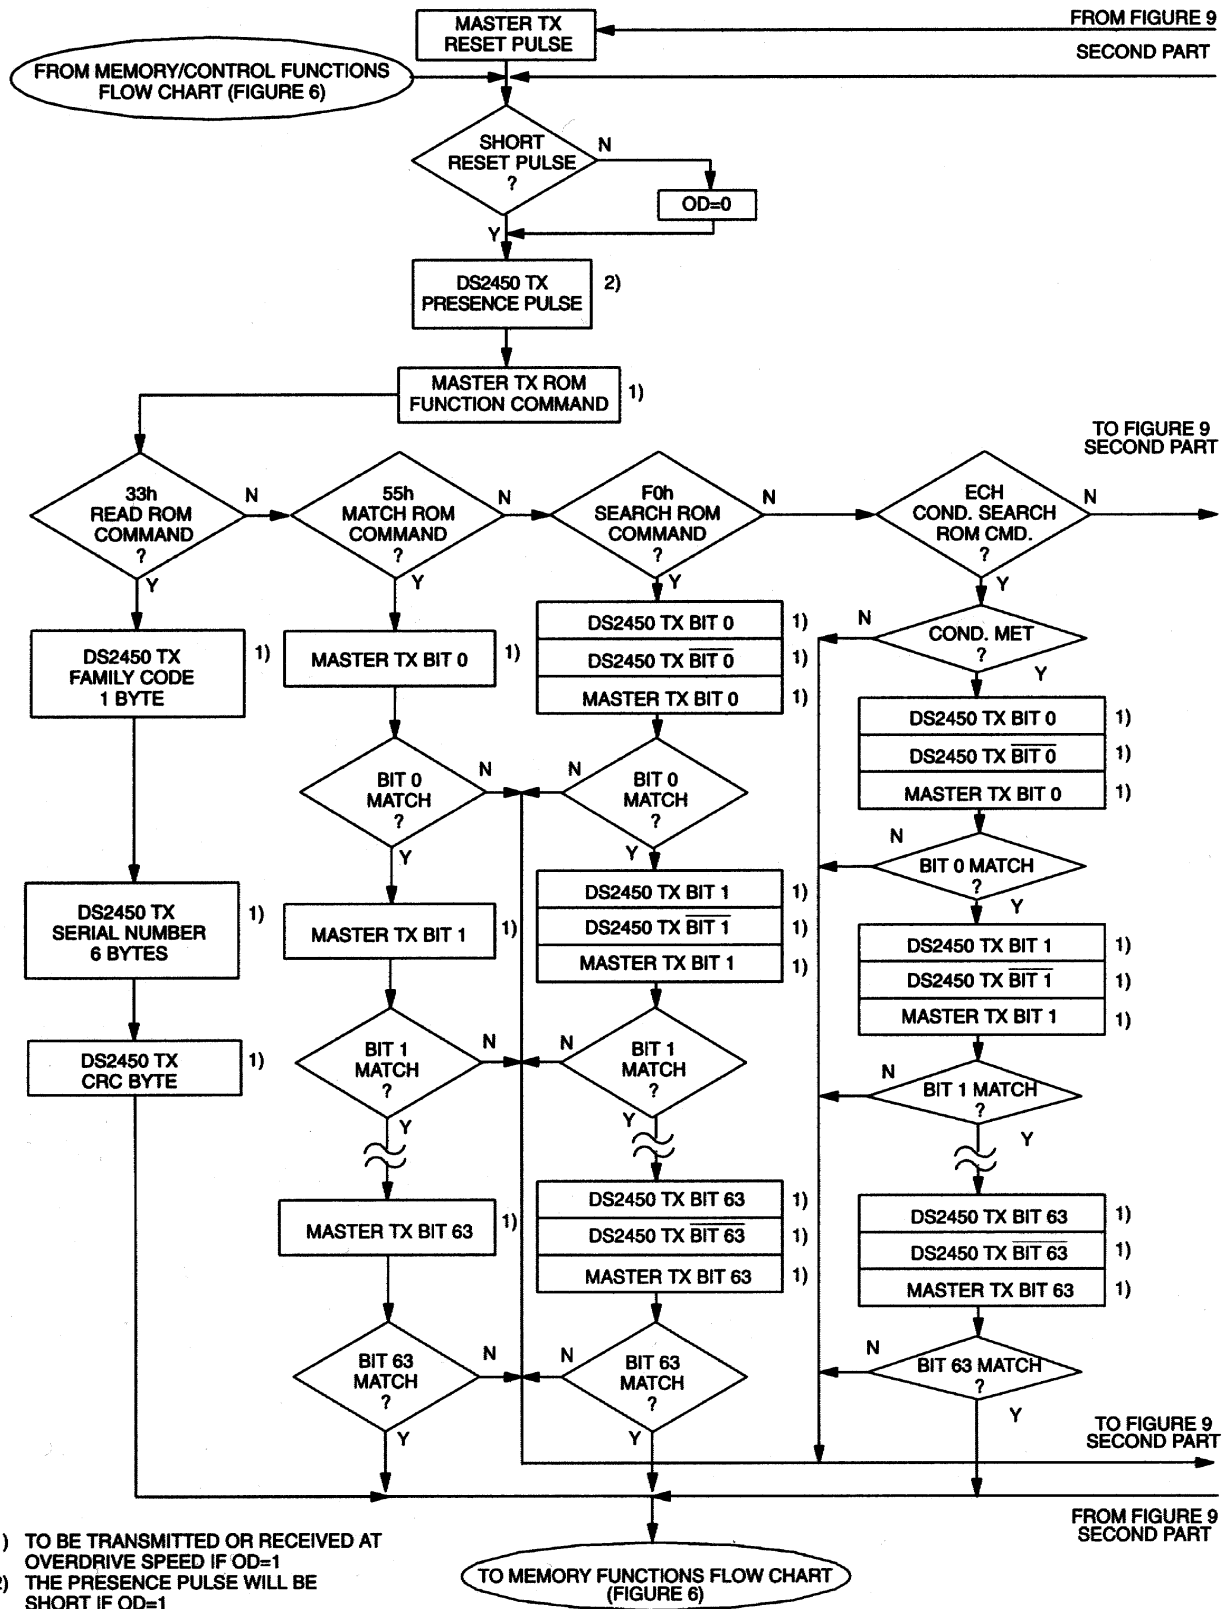 MASTER TX
RESET PULSE
FROM FIGURE 9
SECOND PART
FROM MEMORY/CONTROL FUNCTIONS
FLOW CHART (FIGURE 6)
SHORT
RESET PULSE
?
N
OD=0
Y
DS2450 TX
PRESENCE PULSE
2)
MASTER TX ROM
FUNCTION COMMAND
1)
TO FIGURE 9
SECOND PART
33h
READ ROM
COMMAND
?
N
Y
55h
MATCH ROM
COMMAND
?
N
Y
F0h
SEARCH ROM
COMMAND
?
N
Y
ECH
COND. SEARCH
ROM CMD.
?
N
Y
DS2450 TX
FAMILY CODE
1 BYTE
1)
DS2450 TX
SERIAL NUMBER
6 BYTES
1)
DS2450 TX
CRC BYTE
1)
MASTER TX BIT 0
1)
BIT 0
MATCH
?
N
Y
MASTER TX BIT 1
1)
BIT 1
MATCH
?
N
Y
MASTER TX BIT 63
1)
BIT 63
MATCH
?
N
Y
DS2450 TX BIT 0
1)
DS2450 TX B̅I̅T̅ ̅0̅
1)
MASTER TX BIT 0
1)
BIT 0
MATCH
?
N
Y
DS2450 TX BIT 1
1)
DS2450 TX B̅I̅T̅ ̅1̅
1)
MASTER TX BIT 1
1)
BIT 1
MATCH
?
N
Y
DS2450 TX BIT 63
1)
DS2450 TX B̅I̅T̅ ̅6̅3̅
1)
MASTER TX BIT 63
1)
BIT 63
MATCH
?
N
Y
COND. MET
?
N
Y
DS2450 TX BIT 0
1)
DS2450 TX B̅I̅T̅ ̅0̅
1)
MASTER TX BIT 0
1)
BIT 0 MATCH
?
N
Y
DS2450 TX BIT 1
1)
DS2450 TX B̅I̅T̅ ̅1̅
1)
MASTER TX BIT 1
1)
BIT 1 MATCH
?
N
Y
DS2450 TX BIT 63
1)
DS2450 TX B̅I̅T̅ ̅6̅3̅
1)
MASTER TX BIT 63
1)
BIT 63 MATCH
?
N
Y
TO FIGURE 9
SECOND PART
FROM FIGURE 9
SECOND PART
) TO BE TRANSMITTED OR RECEIVED AT
OVERDRIVE SPEED IF OD=1
2) THE PRESENCE PULSE WILL BE
SHORT IF OD=1
TO MEMORY FUNCTIONS FLOW CHART
(FIGURE 6)